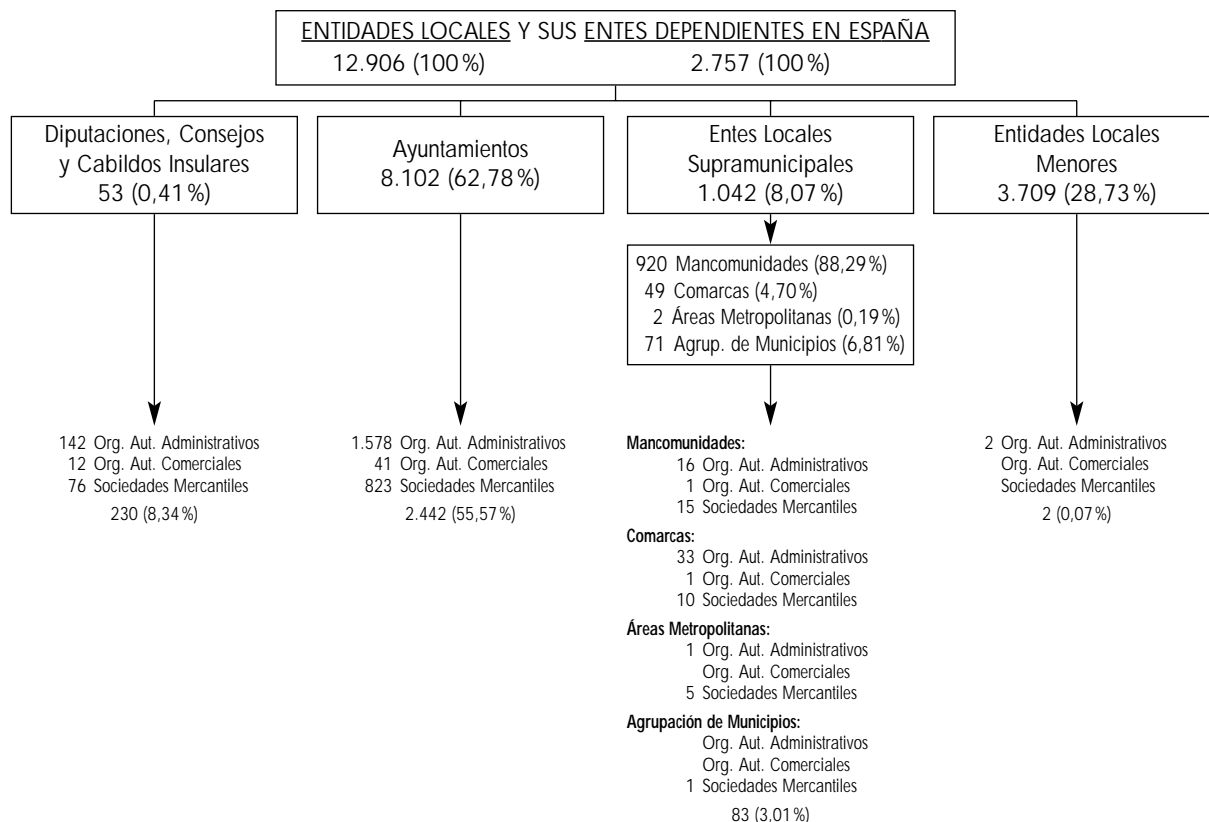 ENTIDADES LOCALES Y SUS ENTES DEPENDIENTES EN ESPAÑA
12.906 (100%) 2.757 (100%)
Diputaciones, Consejos
y Cabildos Insulares
53 (0,41%)
Ayuntamientos
8.102 (62,78%)
Entes Locales
Supramunicipales
1.042 (8,07%)
Entidades Locales
Menores
3.709 (28,73%)
920 Mancomunidades (88,29%)
49 Comarcas (4,70%)
2 Áreas Metropolitanas (0,19%)
71 Agrup. de Municipios (6,81%)
142 Org. Aut. Administrativos
12 Org. Aut. Comerciales
76 Sociedades Mercantiles
230 (8,34%)
1.578 Org. Aut. Administrativos
41 Org. Aut. Comerciales
823 Sociedades Mercantiles
2.442 (55,57%)
Mancomunidades:
16 Org. Aut. Administrativos
1 Org. Aut. Comerciales
15 Sociedades Mercantiles
Comarcas:
33 Org. Aut. Administrativos
1 Org. Aut. Comerciales
10 Sociedades Mercantiles
Áreas Metropolitanas:
1 Org. Aut. Administrativos
Org. Aut. Comerciales
5 Sociedades Mercantiles
Agrupación de Municipios:
Org. Aut. Administrativos
Org. Aut. Comerciales
1 Sociedades Mercantiles
83 (3,01%)
2 Org. Aut. Administrativos
Org. Aut. Comerciales
Sociedades Mercantiles
2 (0,07%)